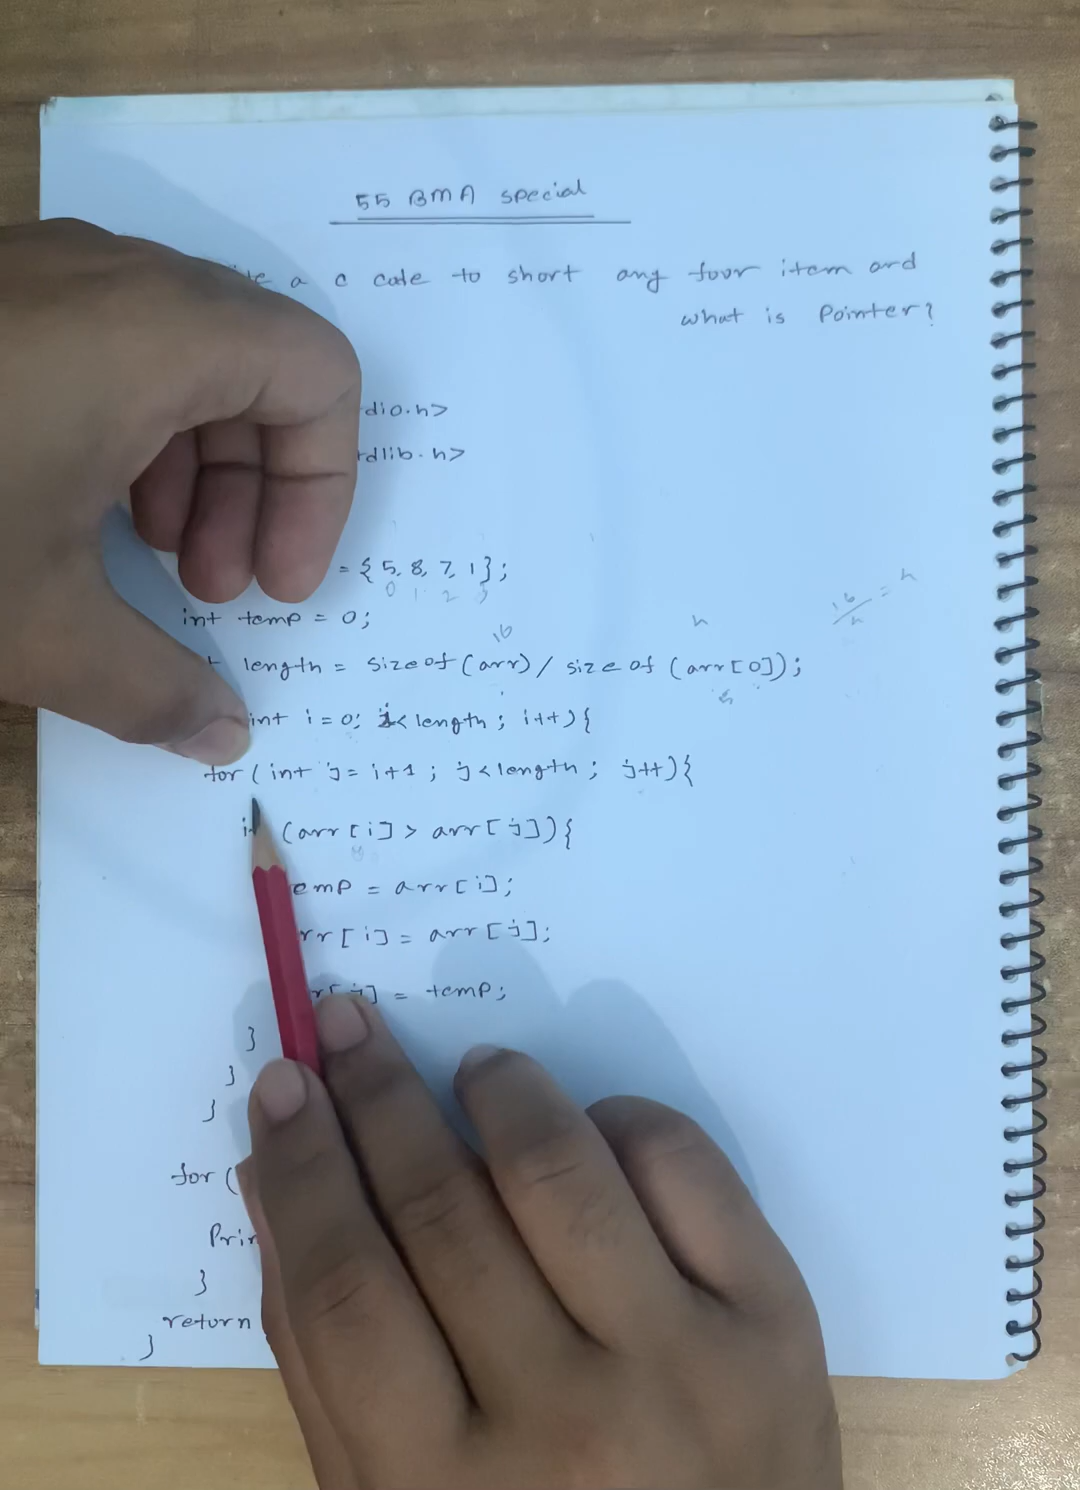 55 BMA special
a c code to short any four item and
what is Pointer?
dio.h>
dlib.h>
= {5, 8, 7, 1};
0 1 2 3
int temp = 0;
16
length = sizeof(arr) / sizeof (arr[0]);
int i = 0; i < length ; i++){
for (int j = i+1 ; j < length ; j++){
if (arr[i] > arr[j]){
emp = arr[i];
rr[i] = arr[j];
r[j] = temp;
}
}
}
for (
Prin
}
return
}